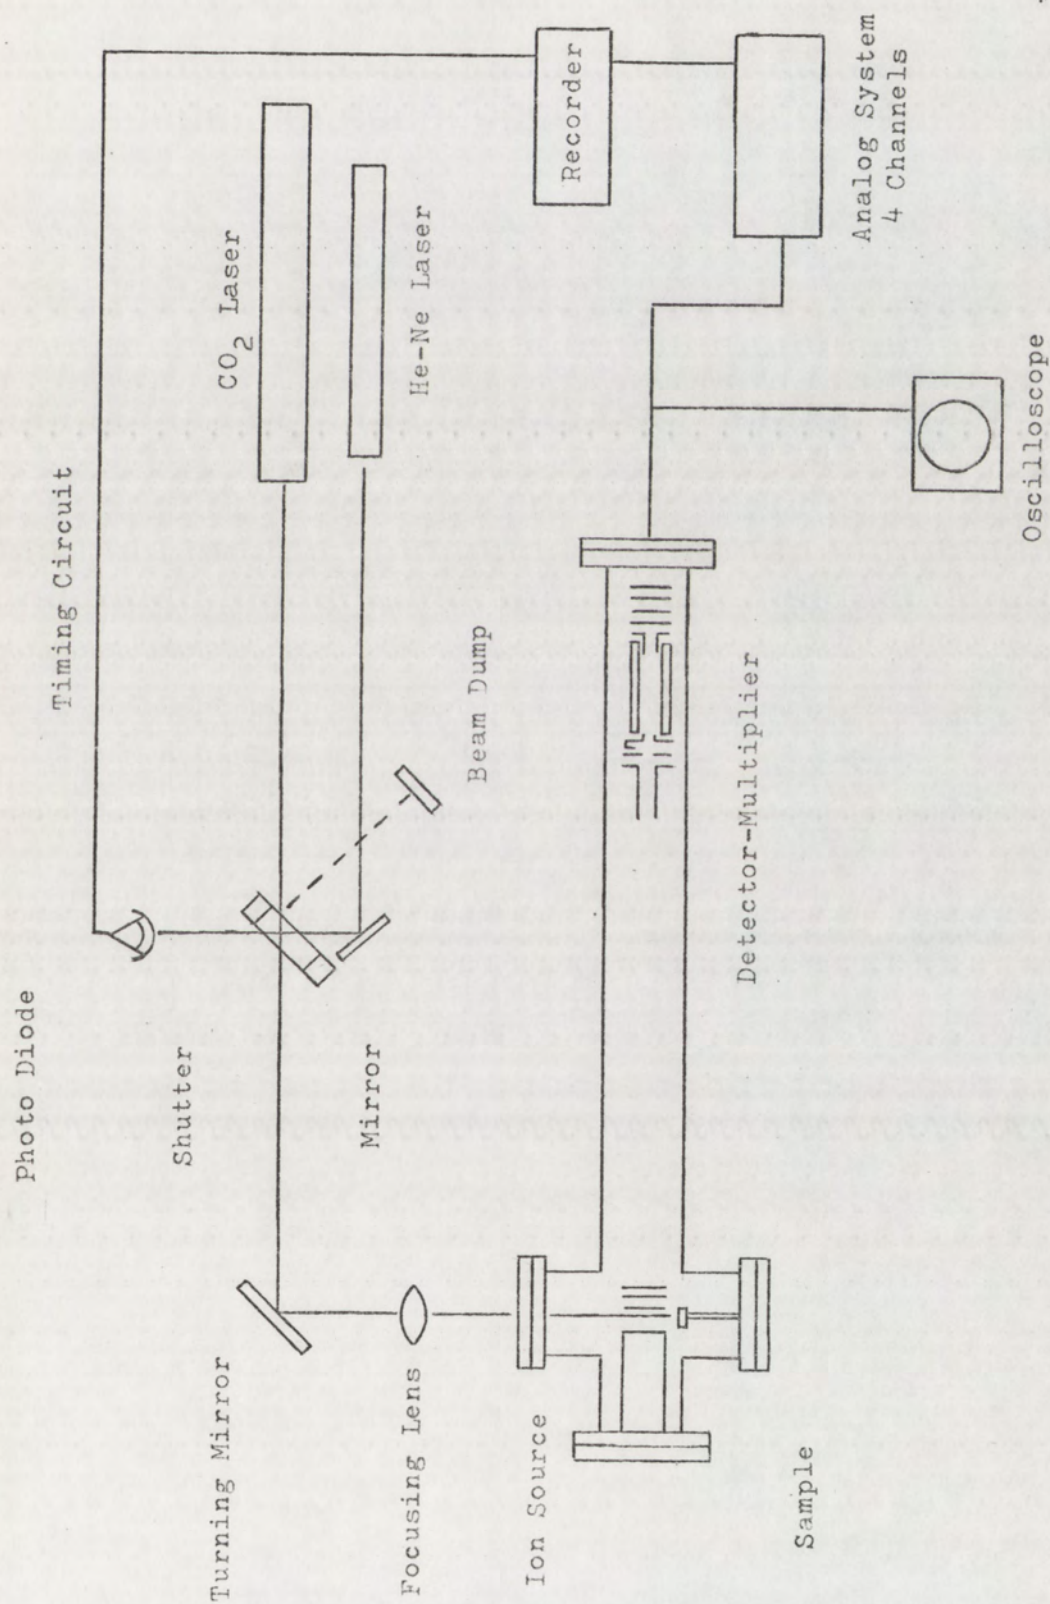 Photo Diode
Timing Circuit
Shutter
CO2 Laser
Turning Mirror
Mirror
He-Ne Laser
Focusing Lens
Beam Dump
Recorder
Ion Source
Analog System
4 Channels
Detector-Multiplier
Sample
Oscilloscope